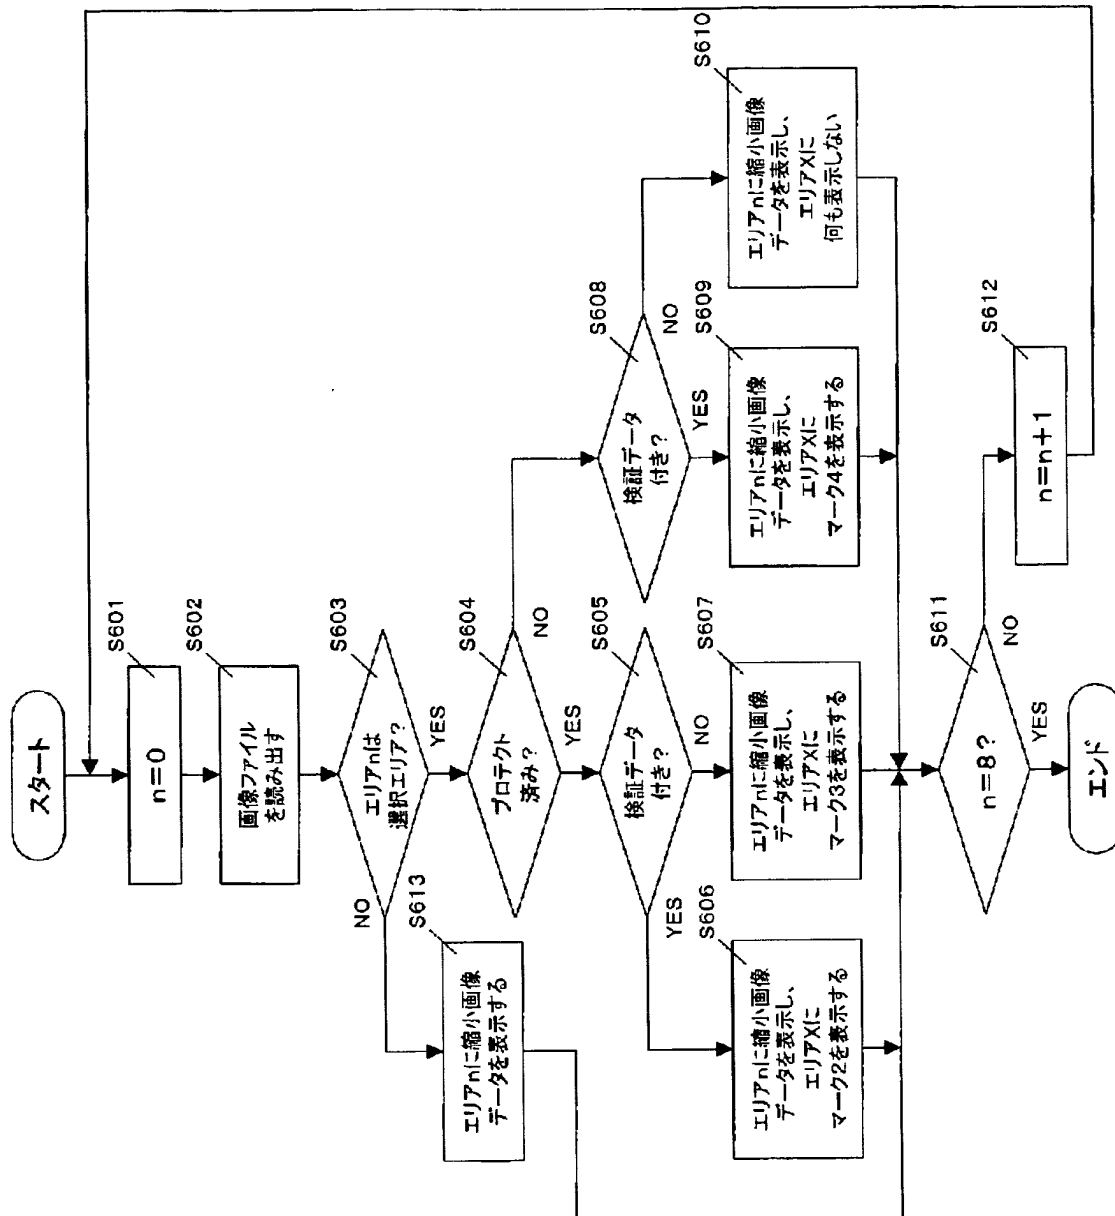 スタート
S601
n=0
S602
画像ファイル
を読み出す
S603
エリアnは
選択エリア?
NO
YES
S613
エリアnに縮小画像
データを表示する
S604
プロテクト
済み?
NO
YES
S605
検証データ
付き?
YES
NO
S608
検証データ
付き?
YES
NO
S606
エリアnに縮小画像
データを表示し、
エリアXに
マーク2を表示する
S607
エリアnに縮小画像
データを表示し、
エリアXに
マーク3を表示する
S609
エリアnに縮小画像
データを表示し、
エリアXに
マーク4を表示する
S610
エリアnに縮小画像
データを表示し、
エリアXに
何も表示しない
S611
n=8?
NO
YES
S612
n=n+1
エンド